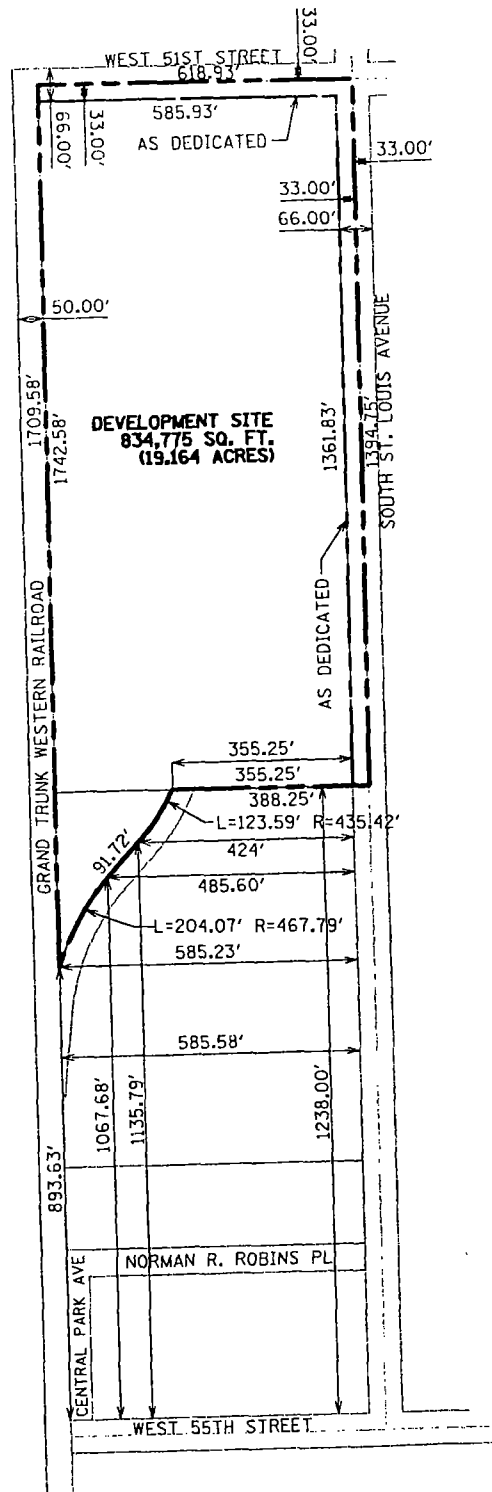 33.00'
WEST 51ST STREET
618.93'
585.93'
AS DEDICATED
66.00'
33.00'
33.00'
33.00'
66.00'
50.00'
1709.58'
1742.58'
DEVELOPMENT SITE
834,775 SQ. FT.
(19.164 ACRES)
1361.83'
1394.75'
SOUTH ST. LOUIS AVENUE
AS DEDICATED
GRAND TRUNK WESTERN RAILROAD
355.25'
355.25'
388.25'
L=123.59' R=435.42'
91.72'
424'
485.60'
L=204.07' R=467.79'
585.23'
585.58'
1067.68'
1135.79'
1238.00'
893.63'
NORMAN R. ROBINS PL
CENTRAL PARK AVE
WEST 55TH STREET